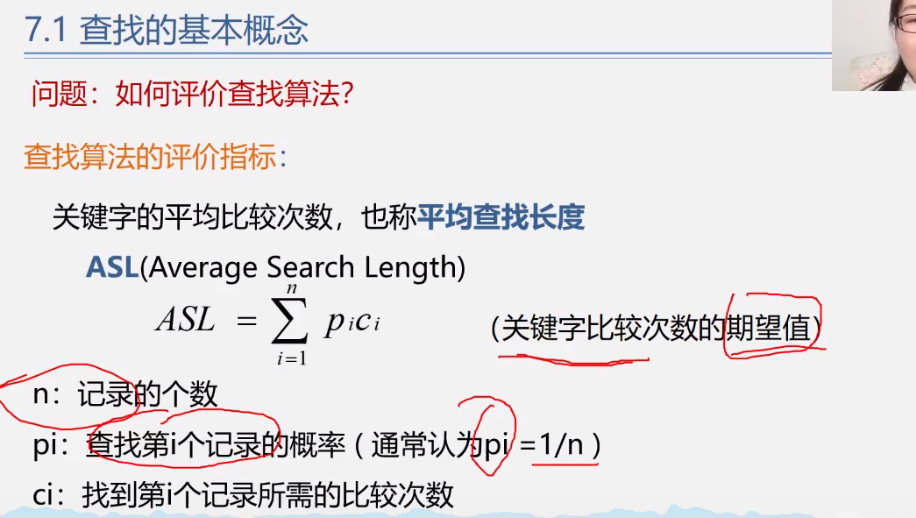 7.1 查找的基本概念
问题：如何评价查找算法？
查找算法的评价指标：
关键字的平均比较次数，也称平均查找长度
ASL(Average Search Length)
ASL = ∑_{i=1}^{n} p_i c_i （关键字比较次数的期望值）
n：记录的个数
pi：查找第i个记录的概率 ( 通常认为pi =1/n )
ci：找到第i个记录所需的比较次数